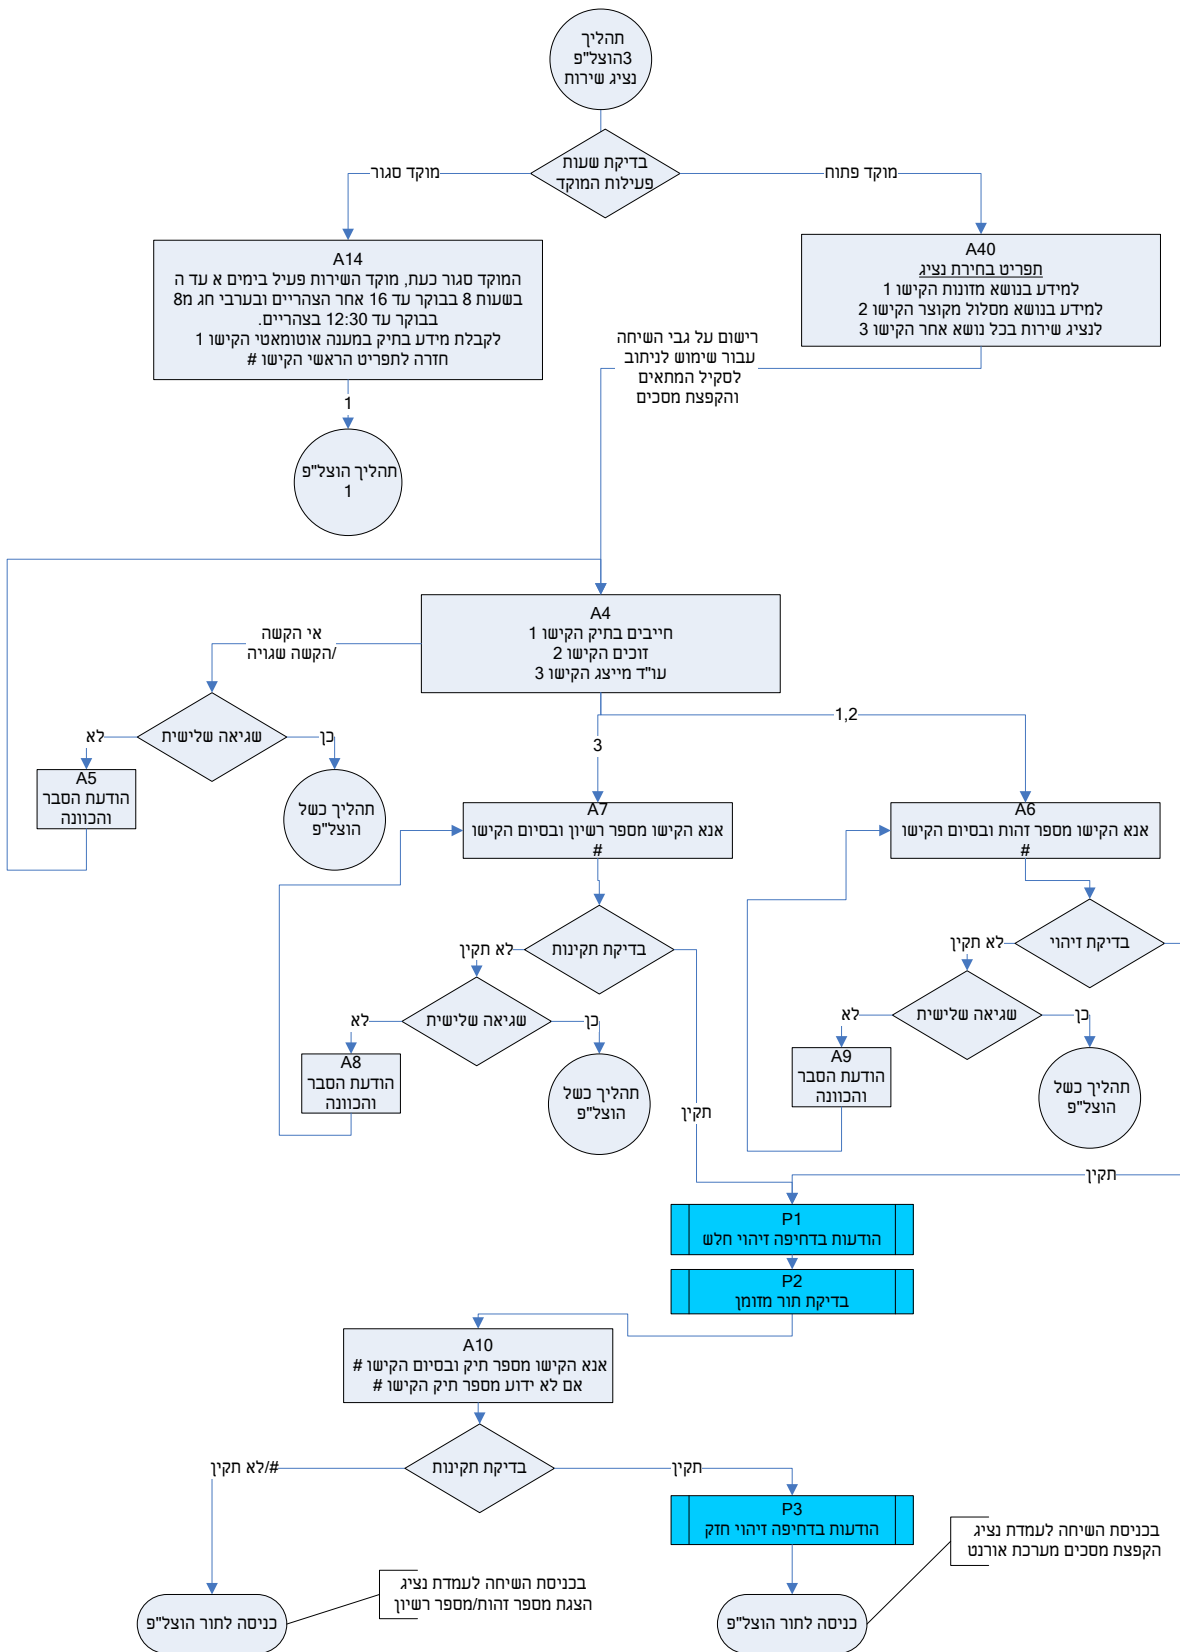 תהליך
3הוצל"פ
נציג שירות
בדיקת שעות
פעילות המוקד
מוקד פתוח
מוקד סגור
A40
תפריט בחירת נציג
למידע בנושא מזונות הקישו 1
למידע בנושא מסלול מקוצר הקישו 2
לנציג שירות בכל נושא אחר הקישו 3
A14
המוקד סגור כעת, מוקד השירות פעיל בימים א עד ה
בשעות 8 בבוקר עד 16 אחר הצהריים ובערבי חג מ8
בבוקר עד 12:30 בצהריים.
לקבלת מידע בתיק במענה אוטומאטי הקישו 1
חזרה לתפריט הראשי הקישו #
רישום על גבי השיחה
עבור שימוש לניתוב
לסקיל המתאים
והקפצת מסכים
1
תהליך הוצל"פ
1
A4
חייבים בתיק הקישו 1
זוכים הקישו 2
עו"ד מייצג הקישו 3
אי הקשה
/הקשה שגויה
1,2
3
שגיאה שלישית
כן
לא
A5
הודעת הסבר
והכוונה
תהליך כשל
הוצל"פ
A7
אנא הקישו מספר רשיון ובסיום הקישו
#
A6
אנא הקישו מספר זהות ובסיום הקישו
#
בדיקת זיהוי
לא תקין
בדיקת תקינות
לא תקין
שגיאה שלישית
כן
לא
שגיאה שלישית
כן
לא
A9
הודעת הסבר
והכוונה
תהליך כשל
הוצל"פ
A8
הודעת הסבר
והכוונה
תהליך כשל
הוצל"פ
תקין
תקין
P1
הודעות בדחיפה זיהוי חלש
P2
בדיקת תור מזומן
A10
אנא הקישו מספר תיק ובסיום הקישו #
אם לא ידוע מספר תיק הקישו #
בדיקת תקינות
תקין
#/לא תקין
P3
הודעות בדחיפה זיהוי חזק
בכניסת השיחה לעמדת נציג
הקפצת מסכים מערכת אורנט
בכניסת השיחה לעמדת נציג
הצגת מספר זהות/מספר רשיון
כניסה לתור הוצל"פ
כניסה לתור הוצל"פ